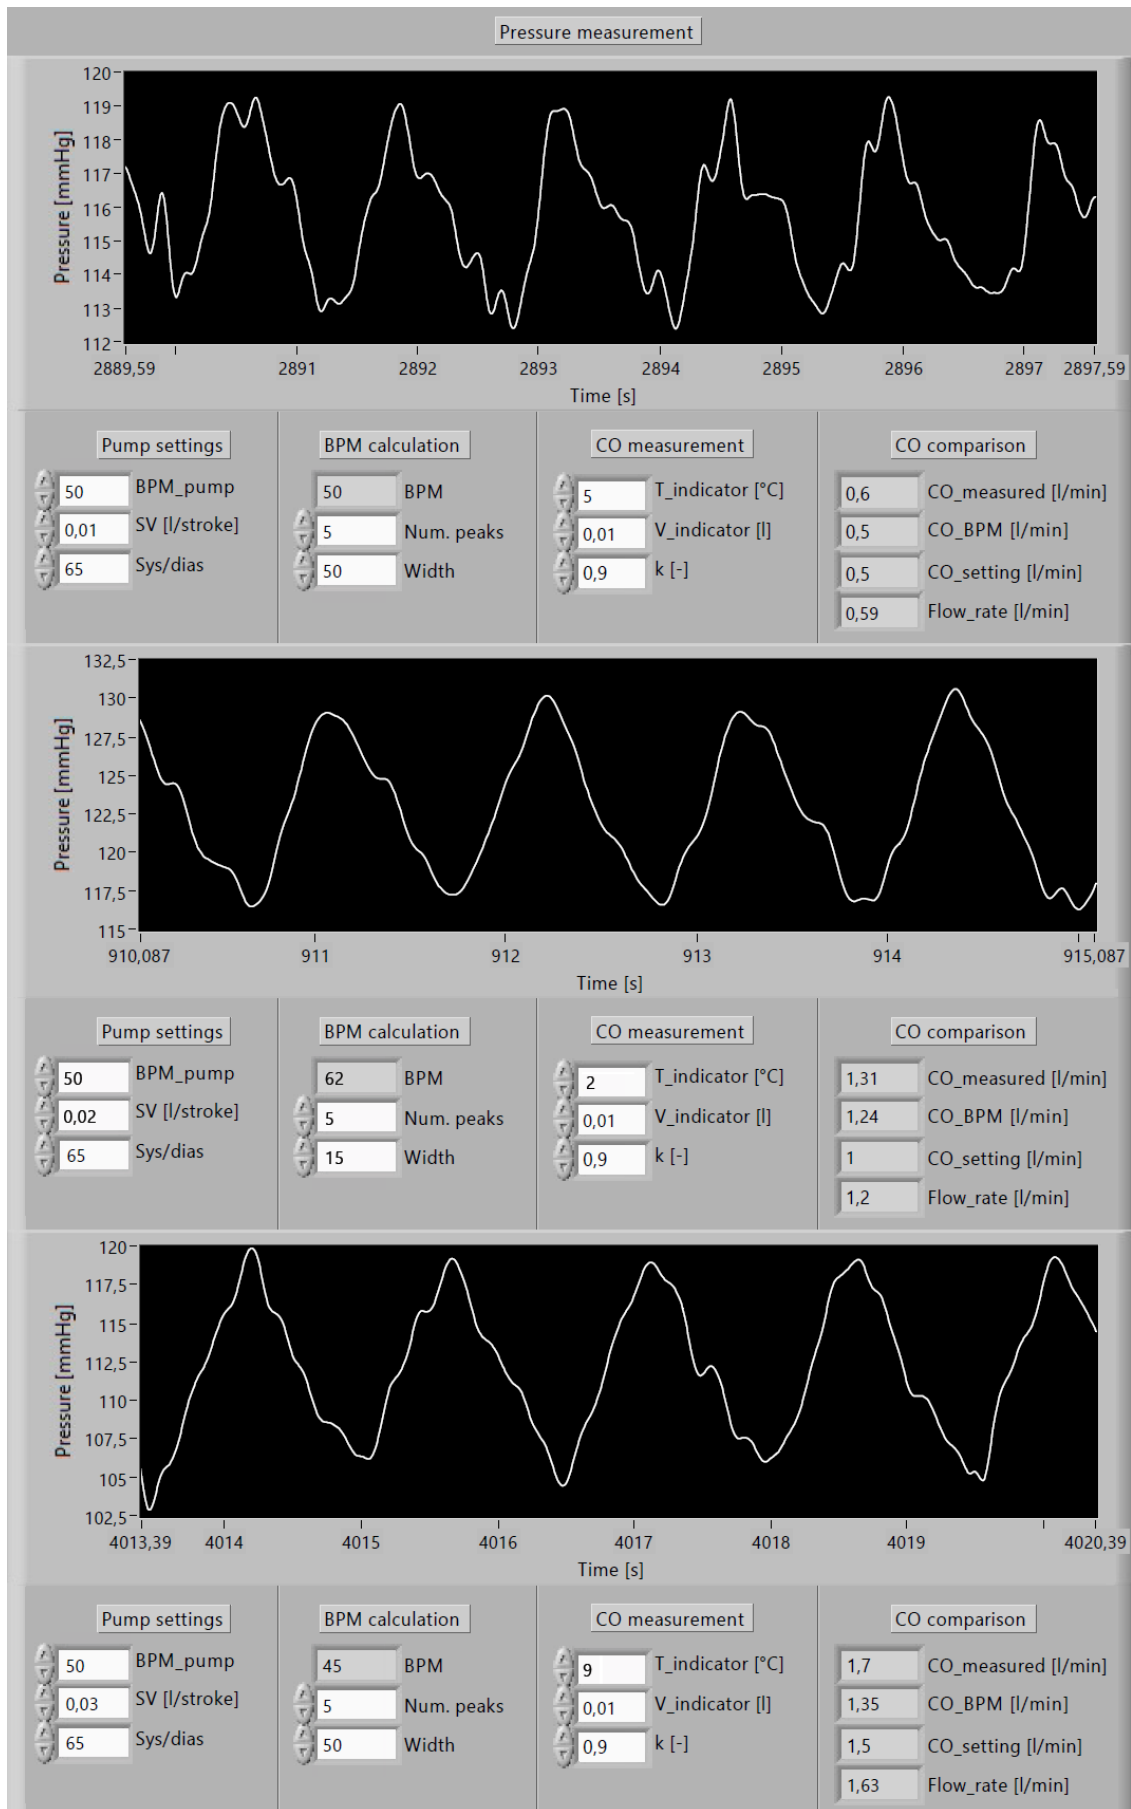 Pressure measurement
120
119
118
117
116
115
114
113
112
Pressure [mmHg]
2889,59 2891 2892 2893 2894 2895 2896 2897 2897,59
Time [s]
Pump settings BPM calculation CO measurement CO comparison
50 BPM_pump 50 BPM 5 T_indicator [°C] 0,6 CO_measured [l/min]
0,01 SV [l/stroke] 5 Num. peaks 0,01 V_indicator [l] 0,5 CO_BPM [l/min]
65 Sys/dias 50 Width 0,9 k [-] 0,5 CO_setting [l/min]
0,59 Flow_rate [l/min]
132,5
130
127,5
125
122,5
120
117,5
115
Pressure [mmHg]
910,087 911 912 913 914 915,087
Time [s]
Pump settings BPM calculation CO measurement CO comparison
50 BPM_pump 62 BPM 2 T_indicator [°C] 1,31 CO_measured [l/min]
0,02 SV [l/stroke] 5 Num. peaks 0,01 V_indicator [l] 1,24 CO_BPM [l/min]
65 Sys/dias 15 Width 0,9 k [-] 1 CO_setting [l/min]
1,2 Flow_rate [l/min]
120
117,5
115
112,5
110
107,5
105
102,5
Pressure [mmHg]
4013,39 4014 4015 4016 4017 4018 4019 4020,39
Time [s]
Pump settings BPM calculation CO measurement CO comparison
50 BPM_pump 45 BPM 9 T_indicator [°C] 1,7 CO_measured [l/min]
0,03 SV [l/stroke] 5 Num. peaks 0,01 V_indicator [l] 1,35 CO_BPM [l/min]
65 Sys/dias 50 Width 0,9 k [-] 1,5 CO_setting [l/min]
1,63 Flow_rate [l/min]